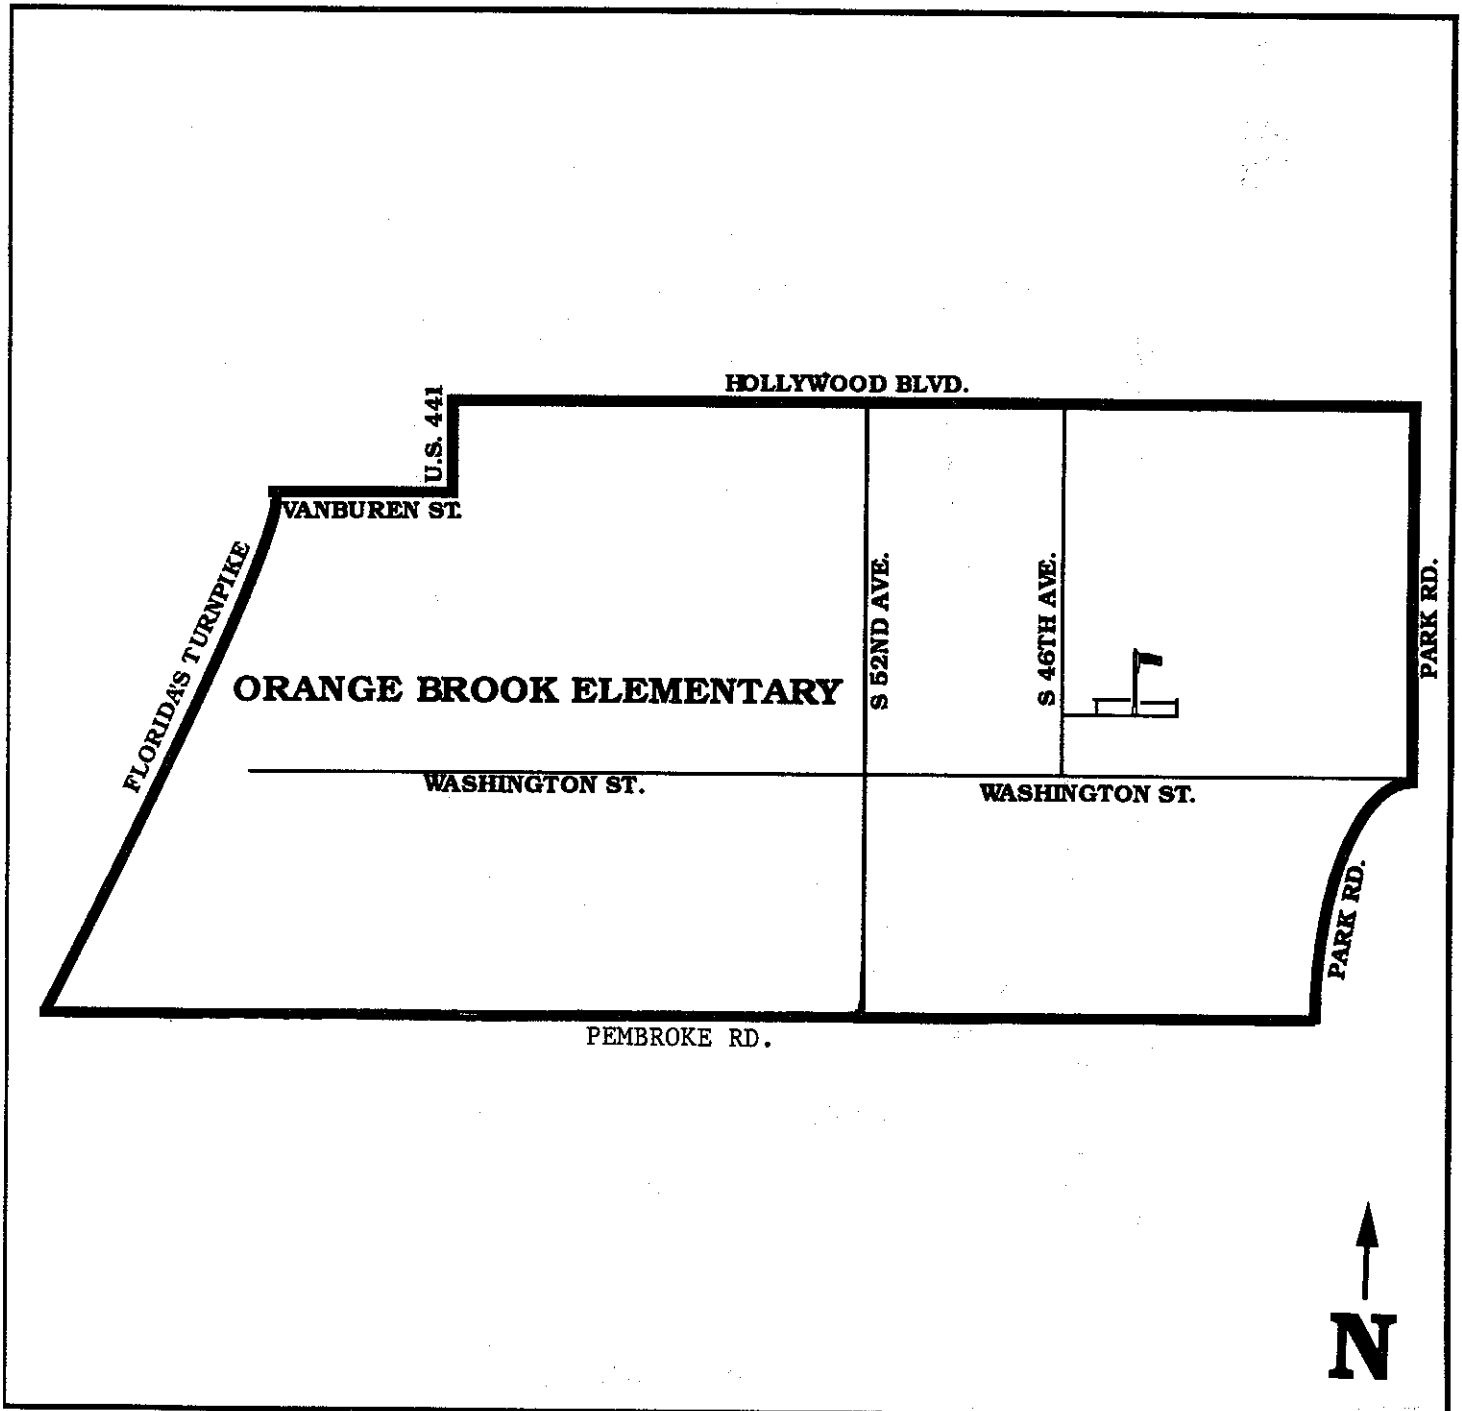 HOLLYWOOD BLVD.
U.S. 441
VANBUREN ST.
FLORIDA'S TURNPIKE
S 52ND AVE.
S 46TH AVE.
PARK RD.
ORANGE BROOK ELEMENTARY
WASHINGTON ST.
WASHINGTON ST.
PARK RD.
PEMBROKE RD.
N